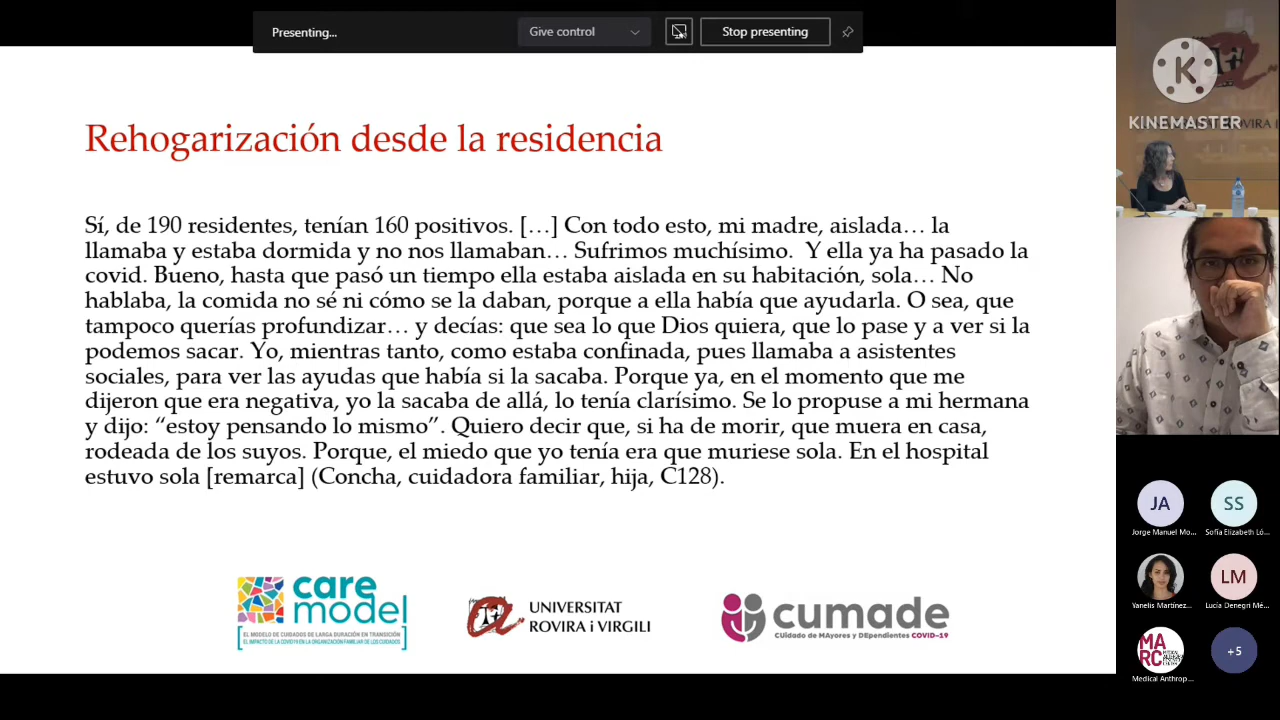 Presenting...
Give control
Stop presenting
Rehogarización desde la residencia
Sí, de 190 residentes, tenían 160 positivos. […] Con todo esto, mi madre, aislada… la
llamaba y estaba dormida y no nos llamaban… Sufrimos muchísimo. Y ella ya ha pasado la
covid. Bueno, hasta que pasó un tiempo ella estaba aislada en su habitación, sola… No
hablaba, la comida no sé ni cómo se la daban, porque a ella había que ayudarla. O sea, que
tampoco querías profundizar… y decías: que sea lo que Dios quiera, que lo pase y a ver si la
podemos sacar. Yo, mientras tanto, como estaba confinada, pues llamaba a asistentes
sociales, para ver las ayudas que había si la sacaba. Porque ya, en el momento que me
dijeron que era negativa, yo la sacaba de allá, lo tenía clarísimo. Se lo propuse a mi hermana
y dijo: “estoy pensando lo mismo”. Quiero decir que, si ha de morir, que muera en casa,
rodeada de los suyos. Porque, el miedo que yo tenía era que muriese sola. En el hospital
estuvo sola [remarca] (Concha, cuidadora familiar, hija, C128).
care
model
EL MODELO DE CUIDADOS DE LARGA DURACIÓN EN TRANSICIÓN
EL IMPACTO DE LA COVID19 EN LA ORGANIZACIÓN FAMILIAR DE LOS CUIDADOS
UNIVERSITAT
ROVIRA i VIRGILI
cumade
CUidado de MAyores y DEpendientes COVID-19
K
KINEMASTER
ROVIRA I
JA
SS
Jorge Manuel Mo...
Sofía Elizabeth Ló...
LM
Yanelis Martínez...
Lucía Denegri Mé...
MARC
+5
Medical Anthrop...